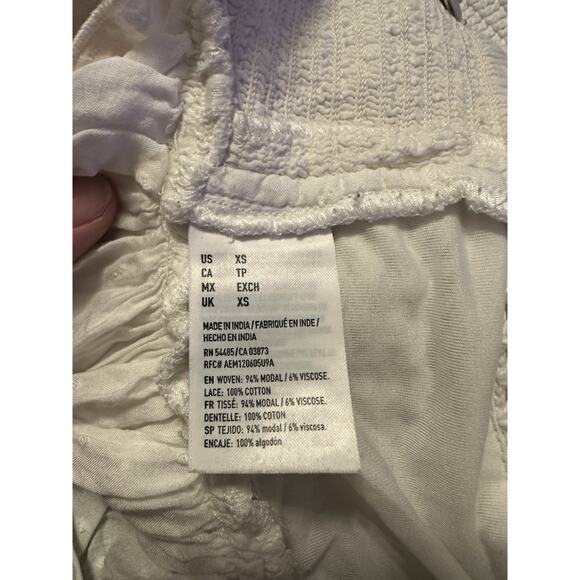 US XS
CA TP
MX EXCH
UK XS
MADE IN INDIA / FABRIQUÉ EN INDE /
HECHO EN INDIA
RN 54485 / CA 03873
RFC# AEM120605U9A
EN WOVEN: 94% MODAL / 6% VISCOSE.
LACE: 100% COTTON
FR TISSÉ: 94% MODAL / 6% VISCOSE.
DENTELLE: 100% COTON
SP TEJIDO: 94% modal / 6% viscosa.
ENCAJE: 100% algodón